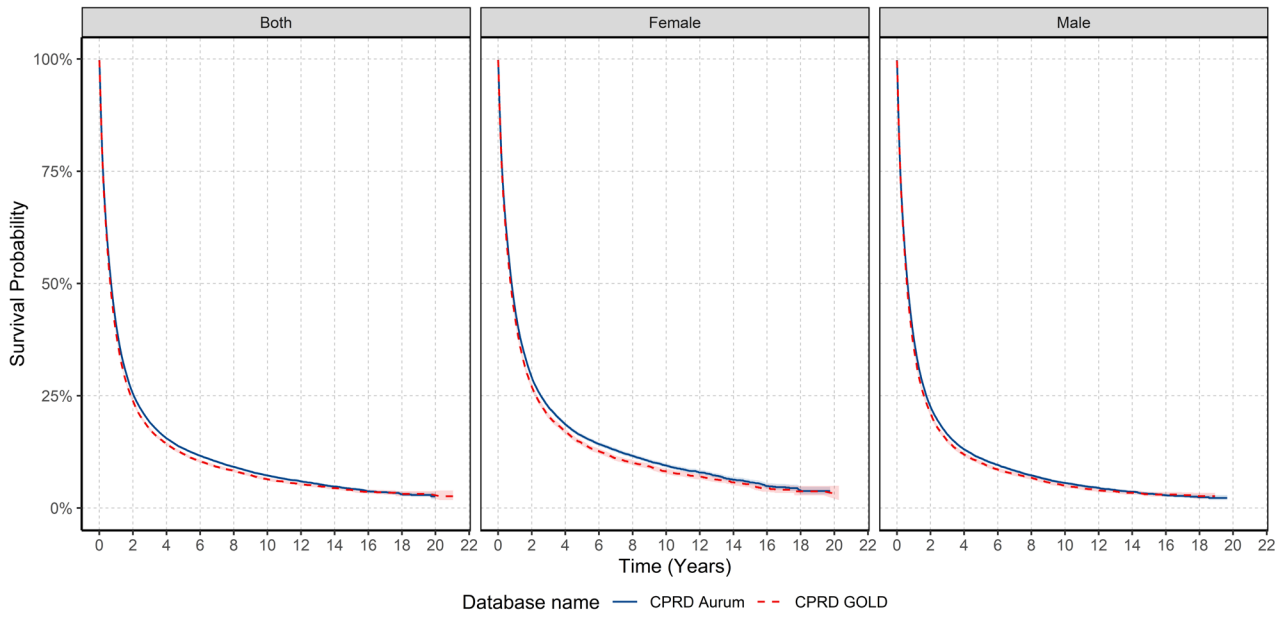 Both Female Male
100%
75%
50%
25%
0%
Survival Probability
0 2 4 6 8 10 12 14 16 18 20 22 0 2 4 6 8 10 12 14 16 18 20 22 0 2 4 6 8 10 12 14 16 18 20 22
Time (Years)
Database name CPRD Aurum CPRD GOLD